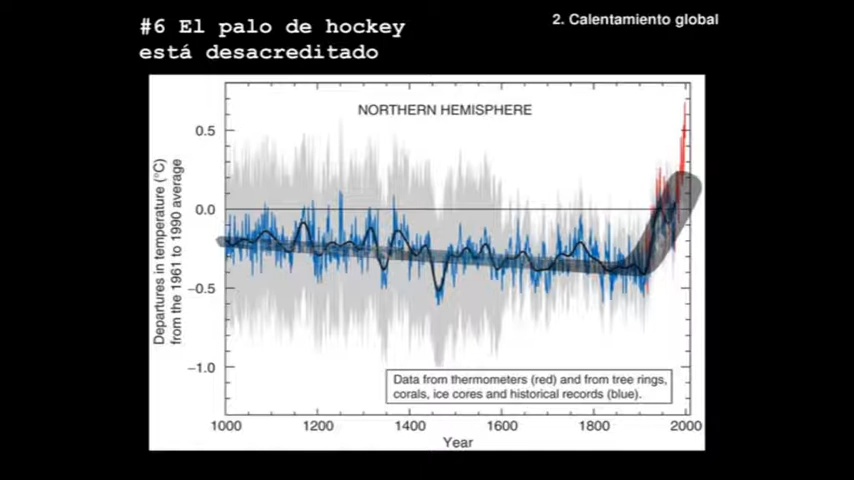 #6 El palo de hockey
está desacreditado
2. Calentamiento global
NORTHERN HEMISPHERE
0.5
0.0
−0.5
−1.0
Departures in temperature (°C)
from the 1961 to 1990 average
Data from thermometers (red) and from tree rings,
corals, ice cores and historical records (blue).
1000 1200 1400 1600 1800 2000
Year